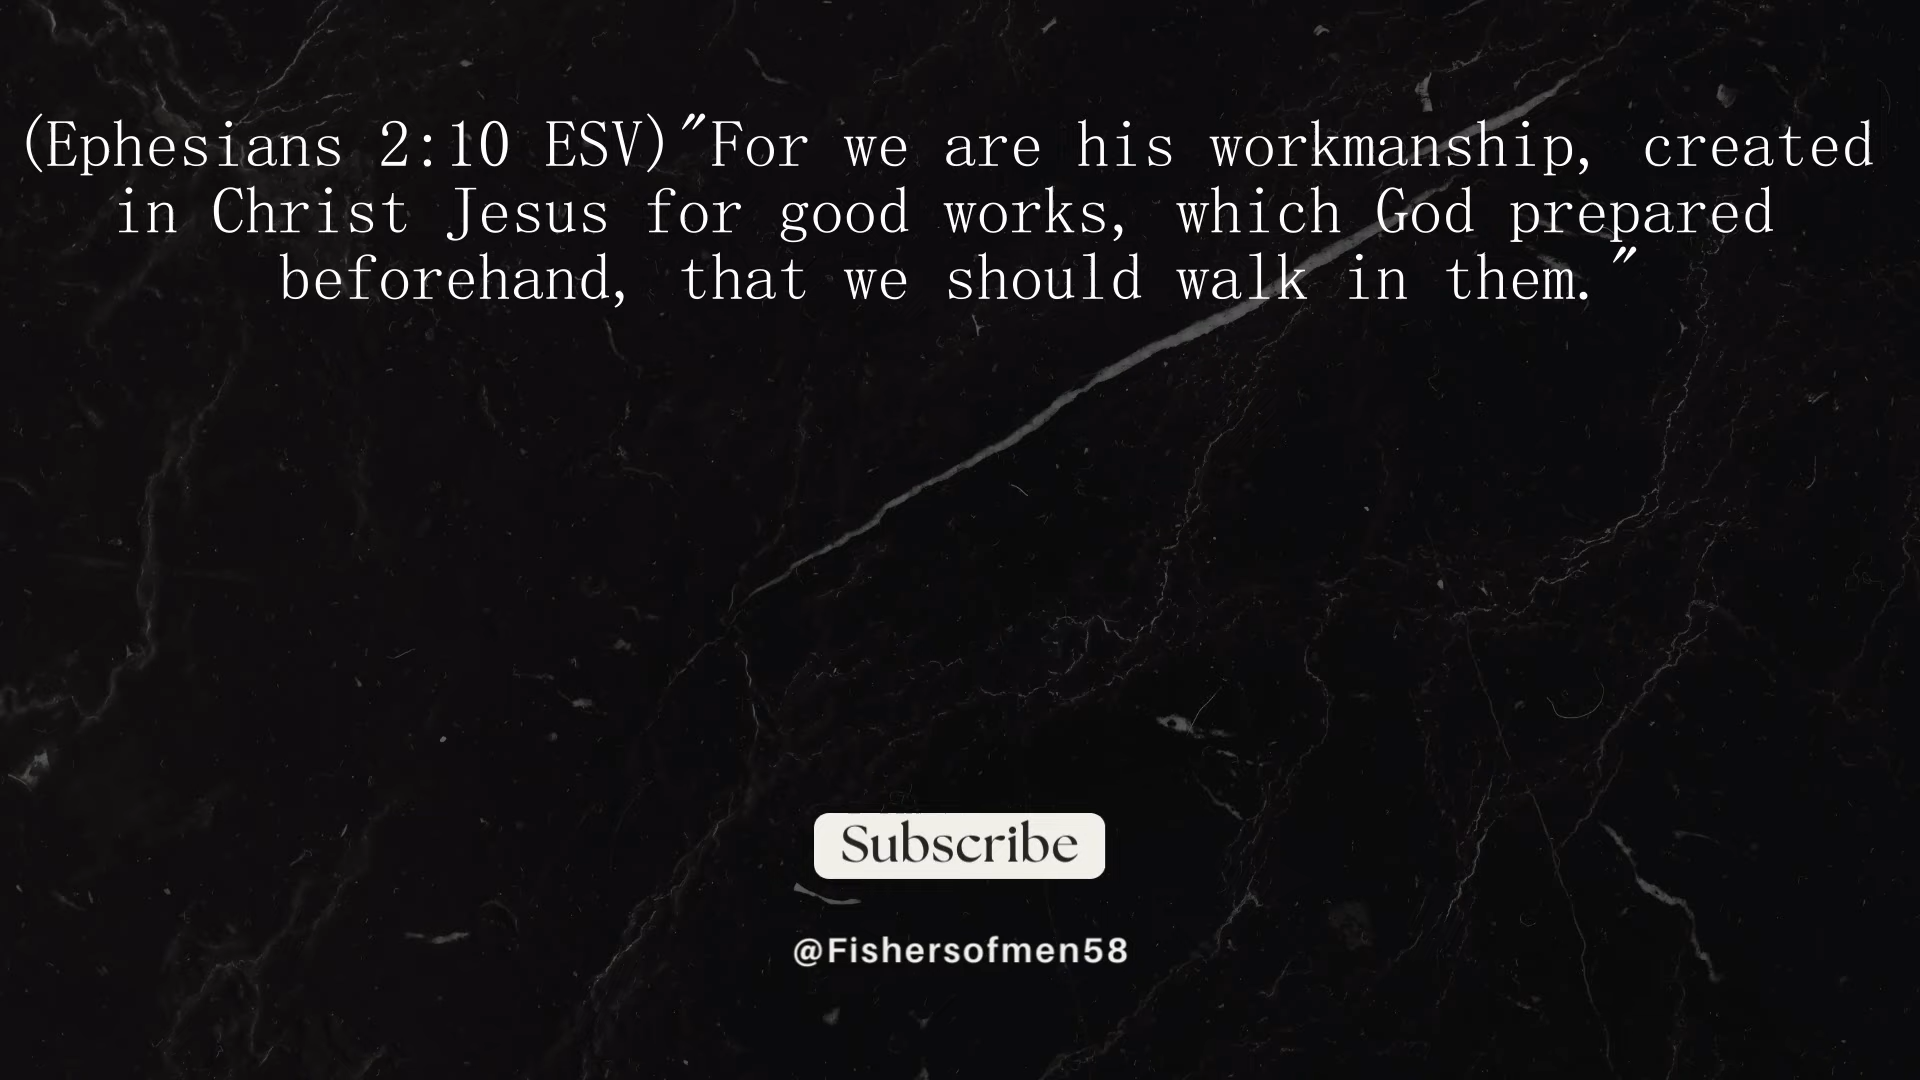 (Ephesians 2:10 ESV)"For we are his workmanship, created
in Christ Jesus for good works, which God prepared
beforehand, that we should walk in them."
Subscribe
@Fishersofmen58